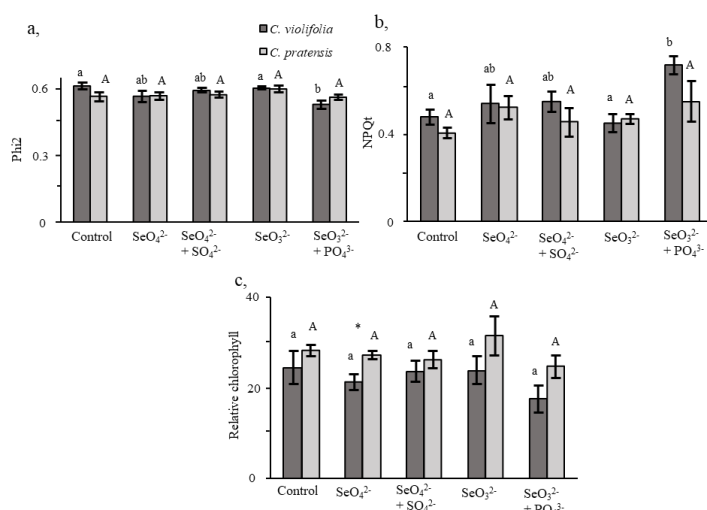 a,
C. violifolia
C. pratensis
a A ab A ab A a A b A
0.6
0.3
0
Phi2
Control SeO₄²⁻ SeO₄²⁻ + SO₄²⁻ SeO₃²⁻ SeO₃²⁻ + PO₄³⁻
b,
0.8
0.4
0
NPQt
a A ab A ab A a A b A
Control SeO₄²⁻ SeO₄²⁻ + SO₄²⁻ SeO₃²⁻ SeO₃²⁻ + PO₄³⁻
c,
40
20
0
Relative chlorophyll
a A a * A a A a A a A
Control SeO₄²⁻ SeO₄²⁻ + SO₄²⁻ SeO₃²⁻ SeO₃²⁻ + PO₄³⁻